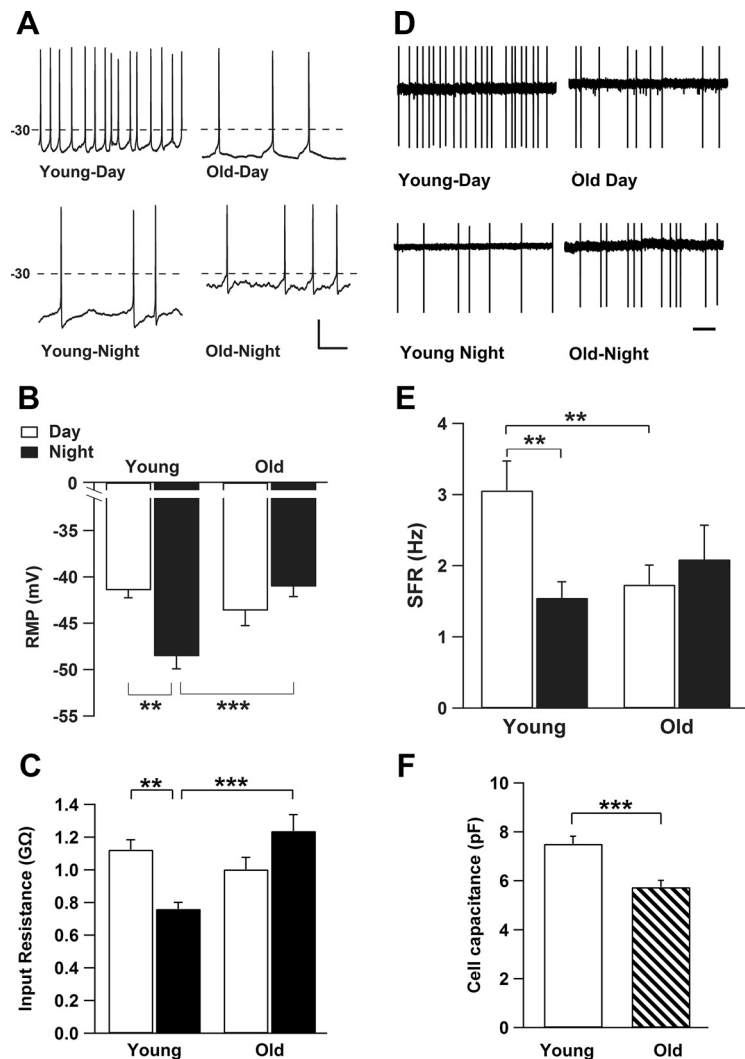 A
-30
Young-Day
Old-Day
-30
Young-Night
Old-Night
B
Day
Night
Young
Old
0
-35
-40
-45
-50
-55
RMP (mV)
**
***
C
**
***
1.4
1.2
1.0
0.8
0.6
0.4
0.2
0.0
Input Resistance (GΩ)
Young
Old
D
Young-Day
Old Day
Young Night
Old-Night
E
**
**
4
3
2
1
0
SFR (Hz)
Young
Old
F
***
10
8
6
4
2
0
Cell capacitance (pF)
Young
Old